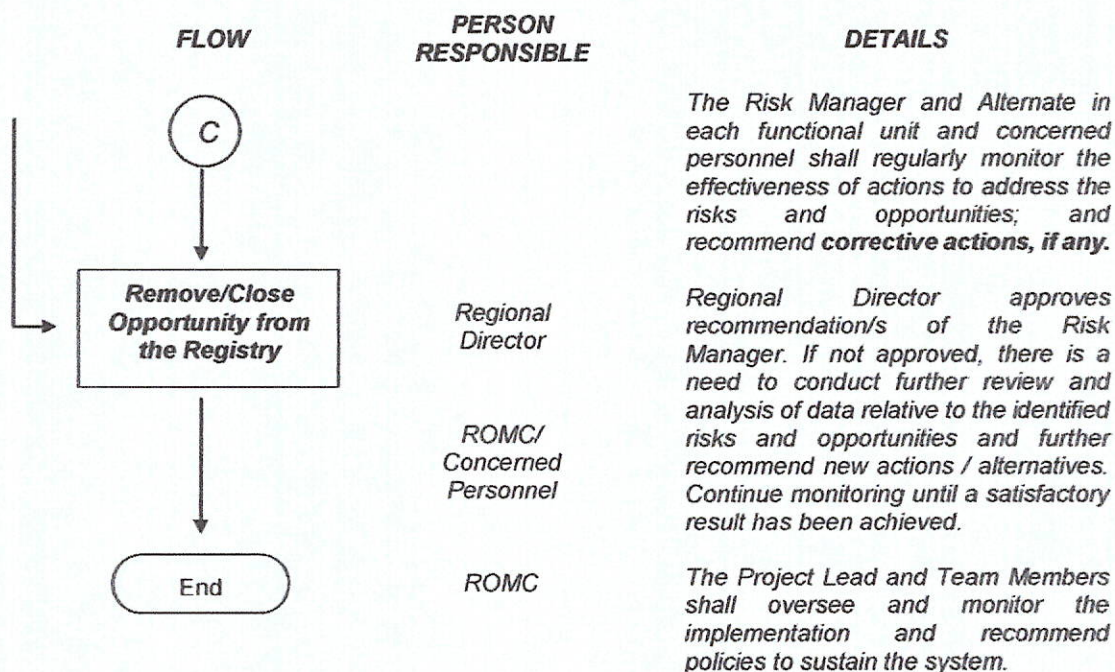 FLOW
PERSON
RESPONSIBLE
DETAILS
C
The Risk Manager and Alternate in
each functional unit and concerned
personnel shall regularly monitor the
effectiveness of actions to address the
risks and opportunities; and
recommend corrective actions, if any.
Remove/Close
Opportunity from
the Registry
Regional
Director
Regional Director approves
recommendation/s of the Risk
Manager. If not approved, there is a
need to conduct further review and
analysis of data relative to the identified
risks and opportunities and further
recommend new actions / alternatives.
Continue monitoring until a satisfactory
result has been achieved.
ROMC/
Concerned
Personnel
End
ROMC
The Project Lead and Team Members
shall oversee and monitor the
implementation and recommend
policies to sustain the system.